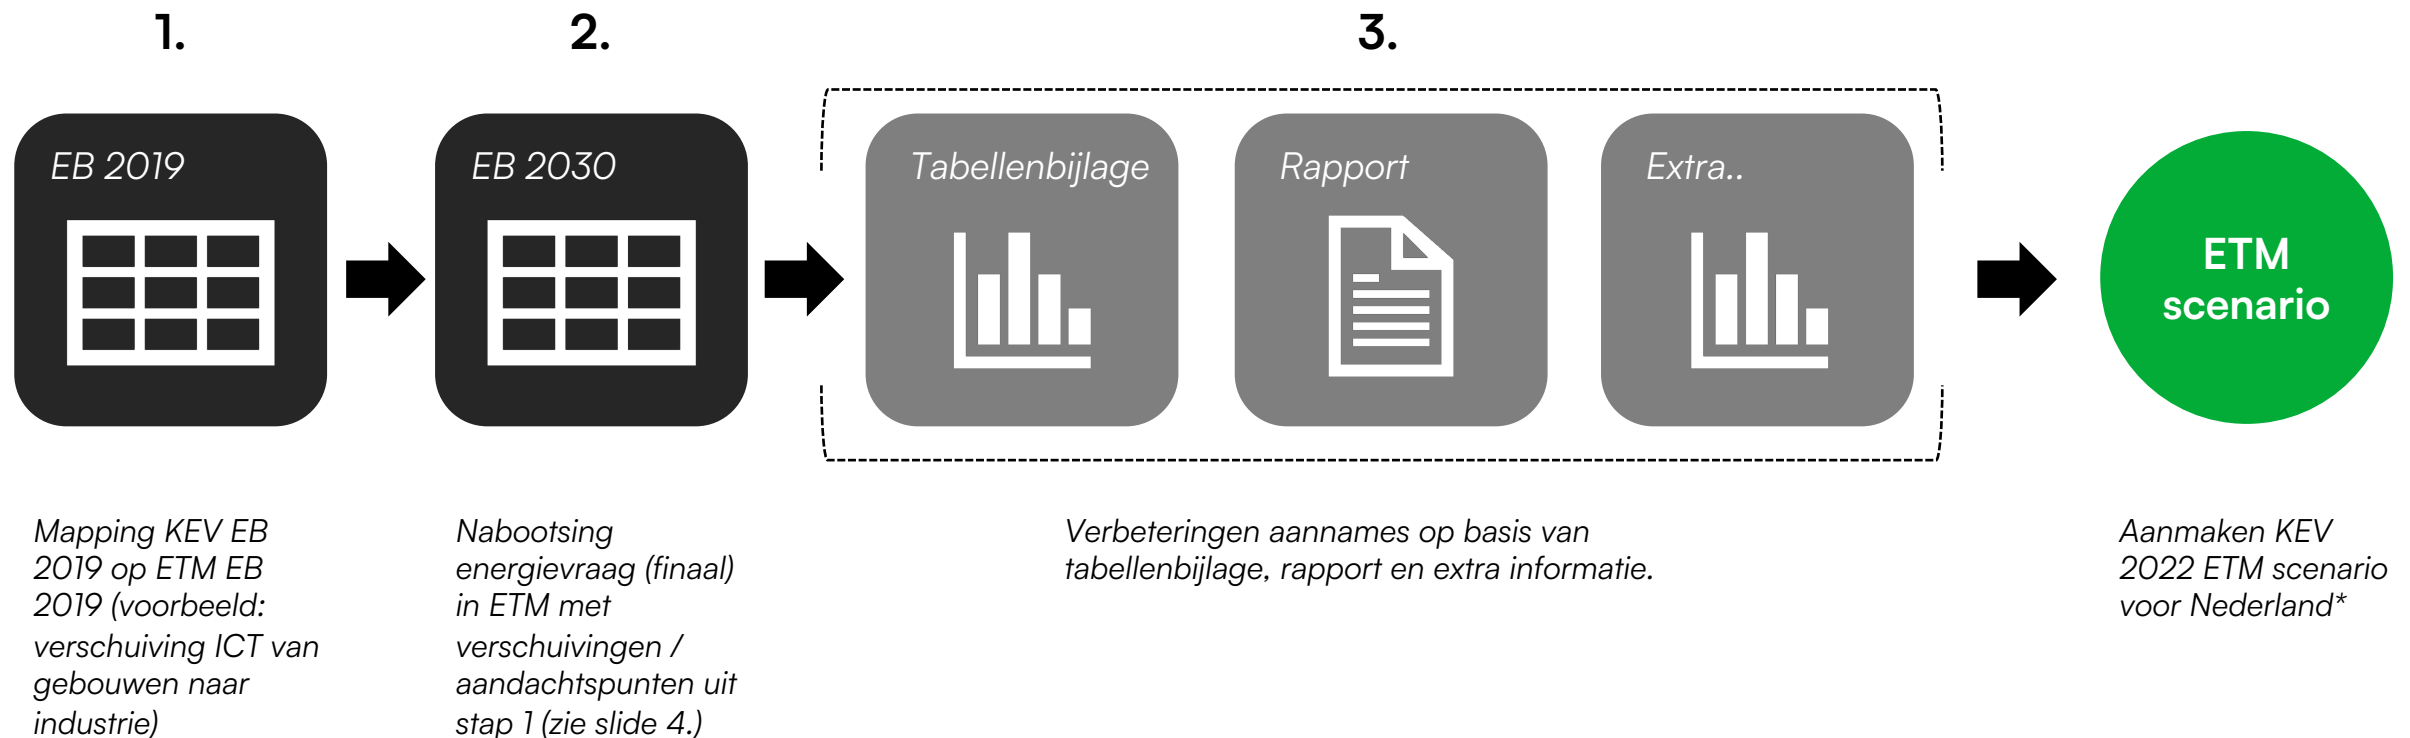 1.
2.
3.
EB 2019
EB 2030
Tabellenbijlage
Rapport
Extra..
ETM
scenario
Mapping KEV EB
2019 op ETM EB
2019 (voorbeeld:
verschuiving ICT van
gebouwen naar
industrie)
Nabootsing
energievraag (finaal)
in ETM met
verschuivingen /
aandachtspunten uit
stap 1 (zie slide 4.)
Verbeteringen aannames op basis van
tabellenbijlage, rapport en extra informatie.
Aanmaken KEV
2022 ETM scenario
voor Nederland*